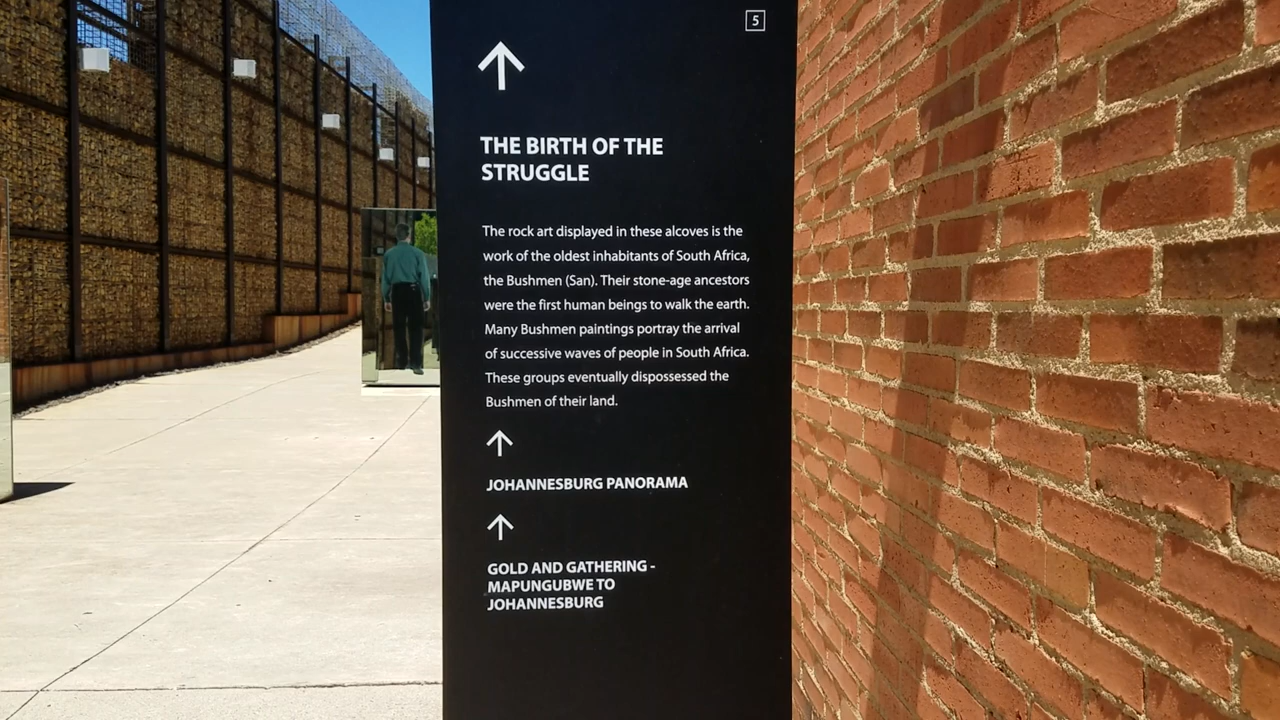 5
THE BIRTH OF THE
STRUGGLE
The rock art displayed in these alcoves is the
work of the oldest inhabitants of South Africa,
the Bushmen (San). Their stone-age ancestors
were the first human beings to walk the earth.
Many Bushmen paintings portray the arrival
of successive waves of people in South Africa.
These groups eventually dispossessed the
Bushmen of their land.
JOHANNESBURG PANORAMA
GOLD AND GATHERING -
MAPUNGUBWE TO
JOHANNESBURG